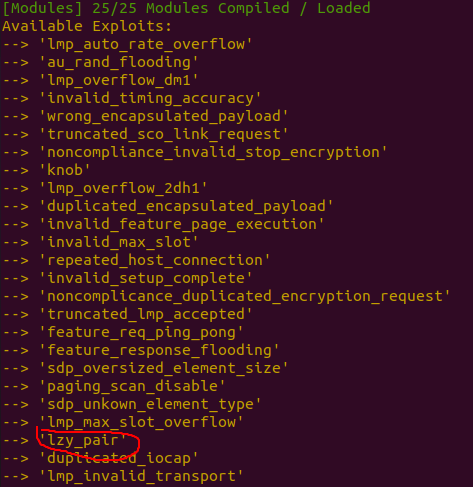 [Modules] 25/25 Modules Compiled / Loaded
Available Exploits:
--> 'lmp_auto_rate_overflow'
--> 'au_rand_flooding'
--> 'lmp_overflow_dm1'
--> 'invalid_timing_accuracy'
--> 'wrong_encapsulated_payload'
--> 'truncated_sco_link_request'
--> 'noncompliance_invalid_stop_encryption'
--> 'knob'
--> 'lmp_overflow_2dh1'
--> 'duplicated_encapsulated_payload'
--> 'invalid_feature_page_execution'
--> 'invalid_max_slot'
--> 'repeated_host_connection'
--> 'invalid_setup_complete'
--> 'noncomplicance_duplicated_encryption_request'
--> 'truncated_lmp_accepted'
--> 'feature_req_ping_pong'
--> 'feature_response_flooding'
--> 'sdp_oversized_element_size'
--> 'paging_scan_disable'
--> 'sdp_unkown_element_type'
--> 'lmp_max_slot_overflow'
--> 'lzy_pair'
--> 'duplicated_iocap'
--> 'lmp_invalid_transport'